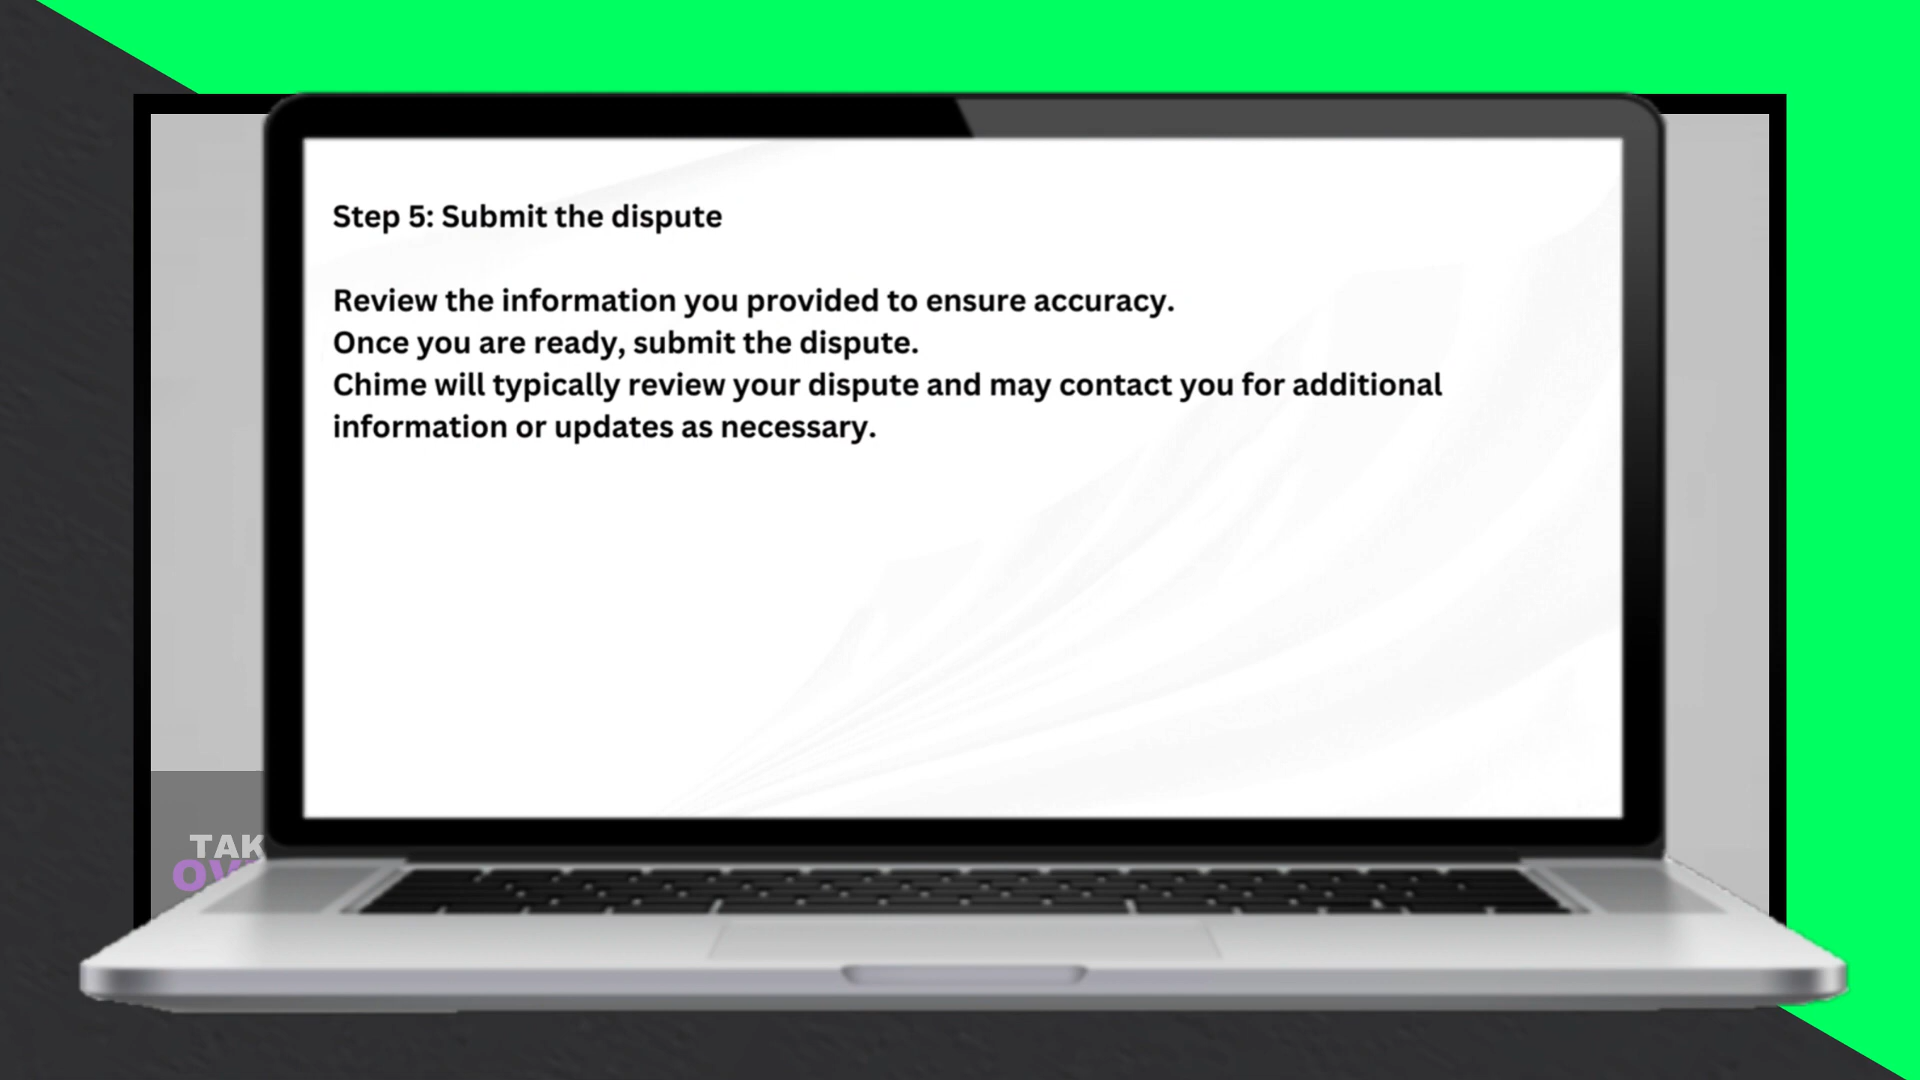 Step 5: Submit the dispute
Review the information you provided to ensure accuracy.
Once you are ready, submit the dispute.
Chime will typically review your dispute and may contact you for additional
information or updates as necessary.
TAK